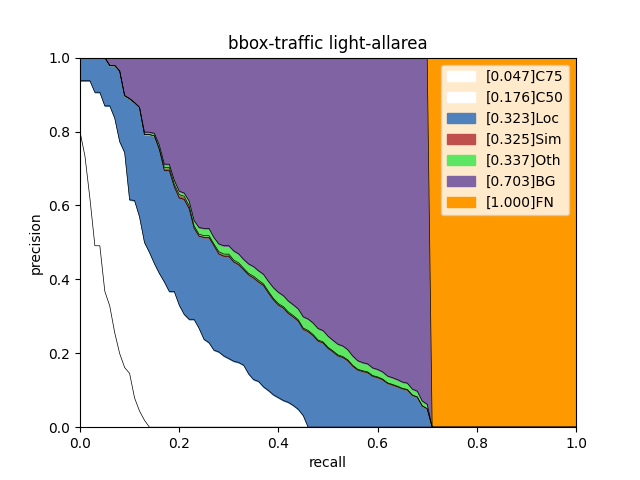 bbox-traffic light-allarea
1.0
0.8
0.6
0.4
0.2
0.0
precision
[0.047]C75
[0.176]C50
[0.323]Loc
[0.325]Sim
[0.337]Oth
[0.703]BG
[1.000]FN
0.0 0.2 0.4 0.6 0.8 1.0
recall